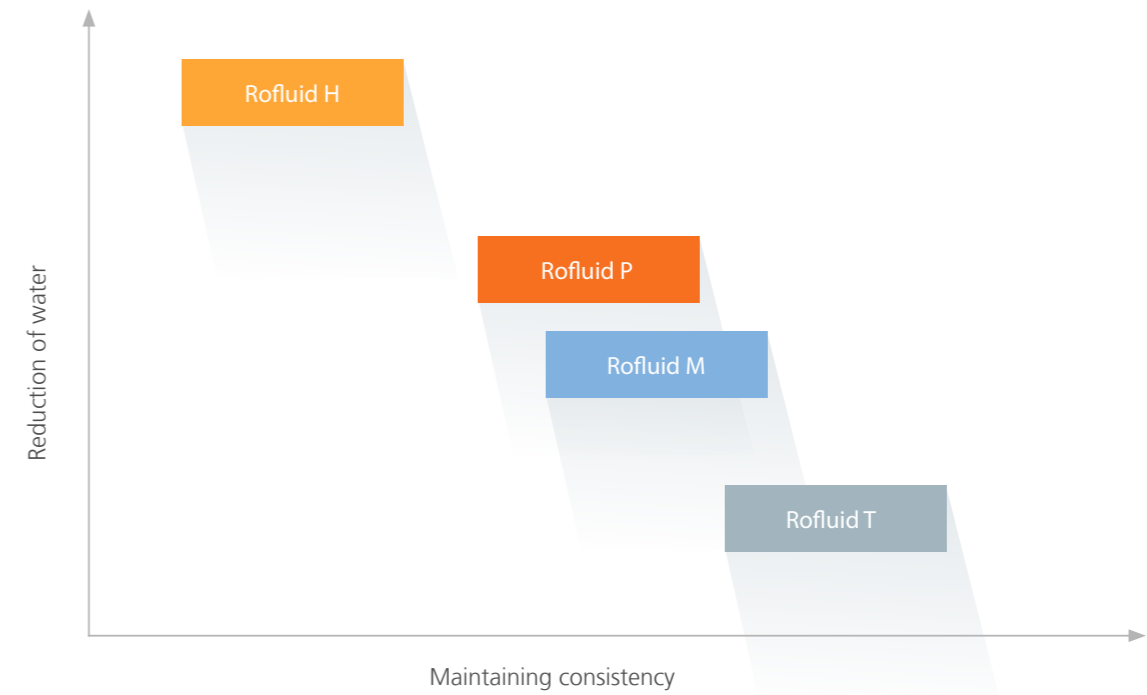 Rofluid H
Rofluid P
Rofluid M
Rofluid T
Reduction of water
Maintaining consistency